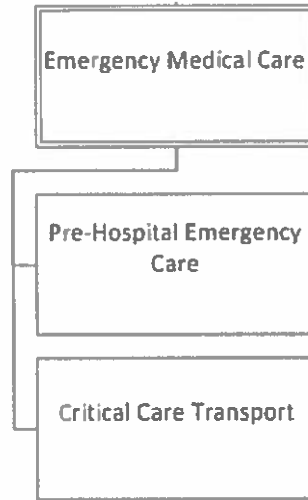 Emergency Medical Care
Pre-Hospital Emergency
Care
Critical Care Transport